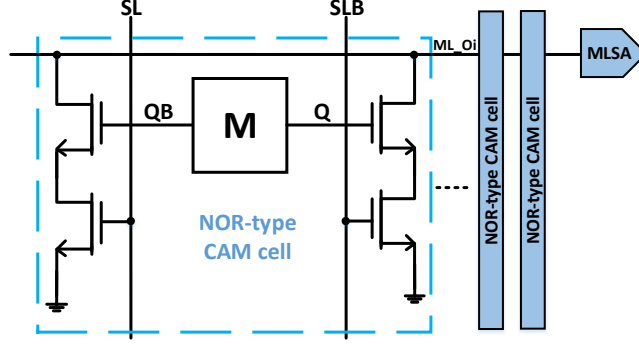 SL
SLB
ML_Oi
MLSA
QB
M
Q
NOR-type
CAM cell
NOR-type CAM cell
NOR-type CAM cell